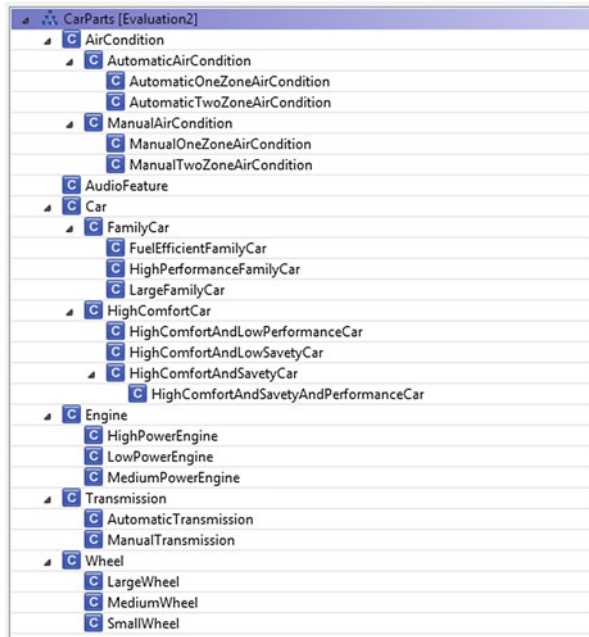 CarParts [Evaluation2]
C AirCondition
C AutomaticAirCondition
C AutomaticOneZoneAirCondition
C AutomaticTwoZoneAirCondition
C ManualAirCondition
C ManualOneZoneAirCondition
C ManualTwoZoneAirCondition
C AudioFeature
C Car
C FamilyCar
C FuelEfficientFamilyCar
C HighPerformanceFamilyCar
C LargeFamilyCar
C HighComfortCar
C HighComfortAndLowPerformanceCar
C HighComfortAndLowSavetyCar
C HighComfortAndSavetyCar
C HighComfortAndSavetyAndPerformanceCar
C Engine
C HighPowerEngine
C LowPowerEngine
C MediumPowerEngine
C Transmission
C AutomaticTransmission
C ManualTransmission
C Wheel
C LargeWheel
C MediumWheel
C SmallWheel